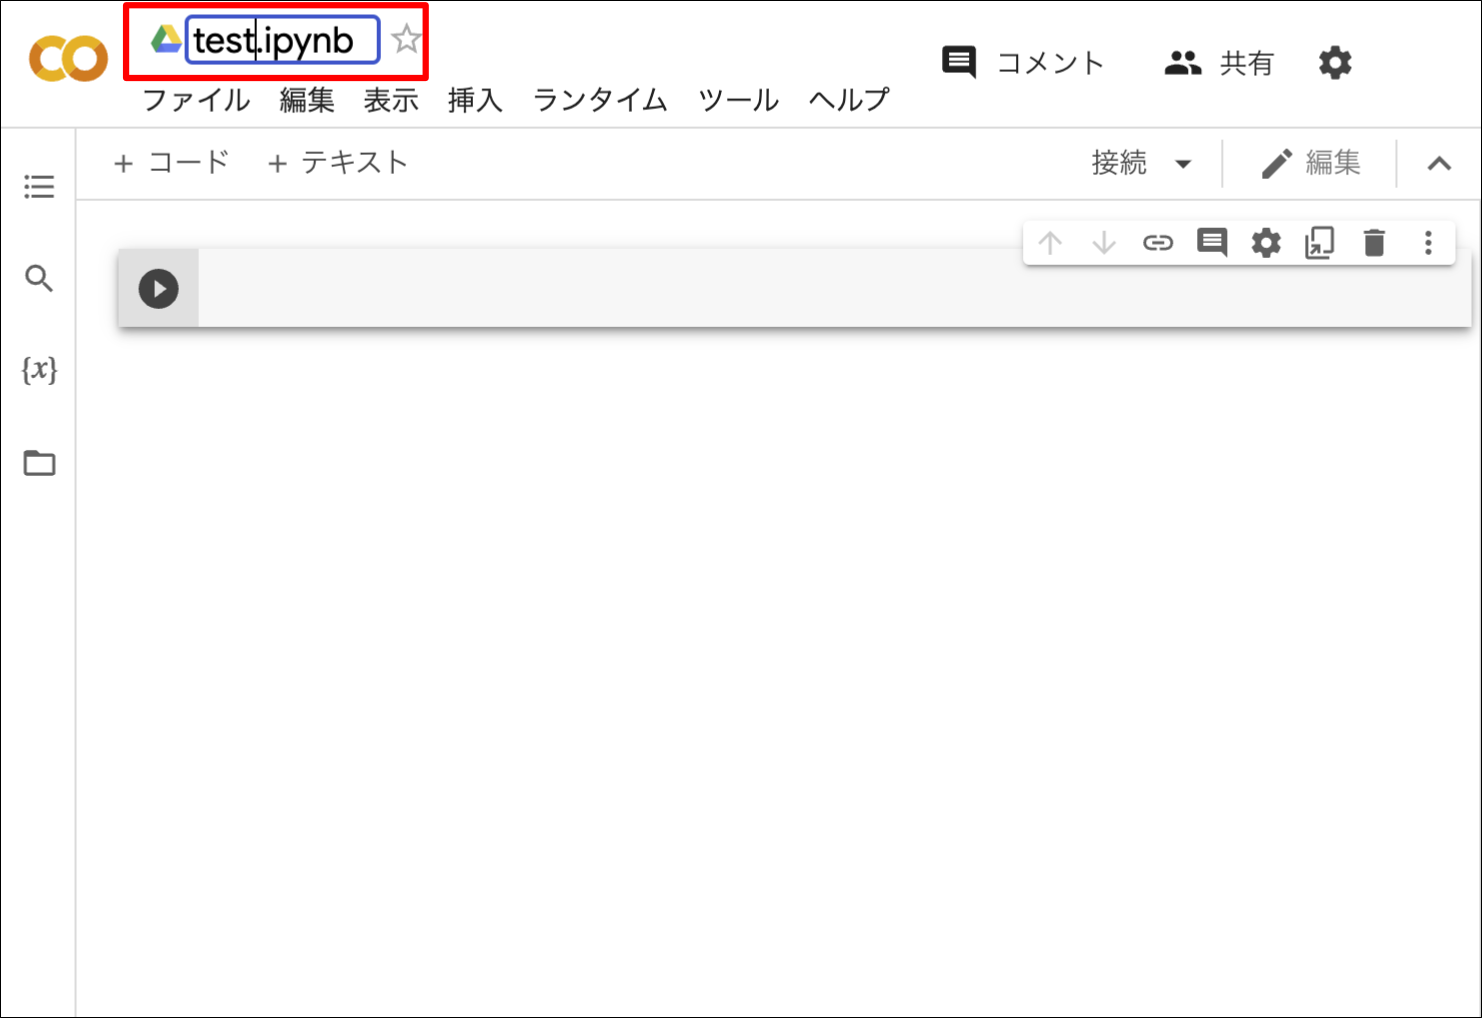 test.ipynb
コメント 共有
ファイル 編集 表示 挿入 ランタイム ツール ヘルプ
+ コード + テキスト 接続 編集
{x}